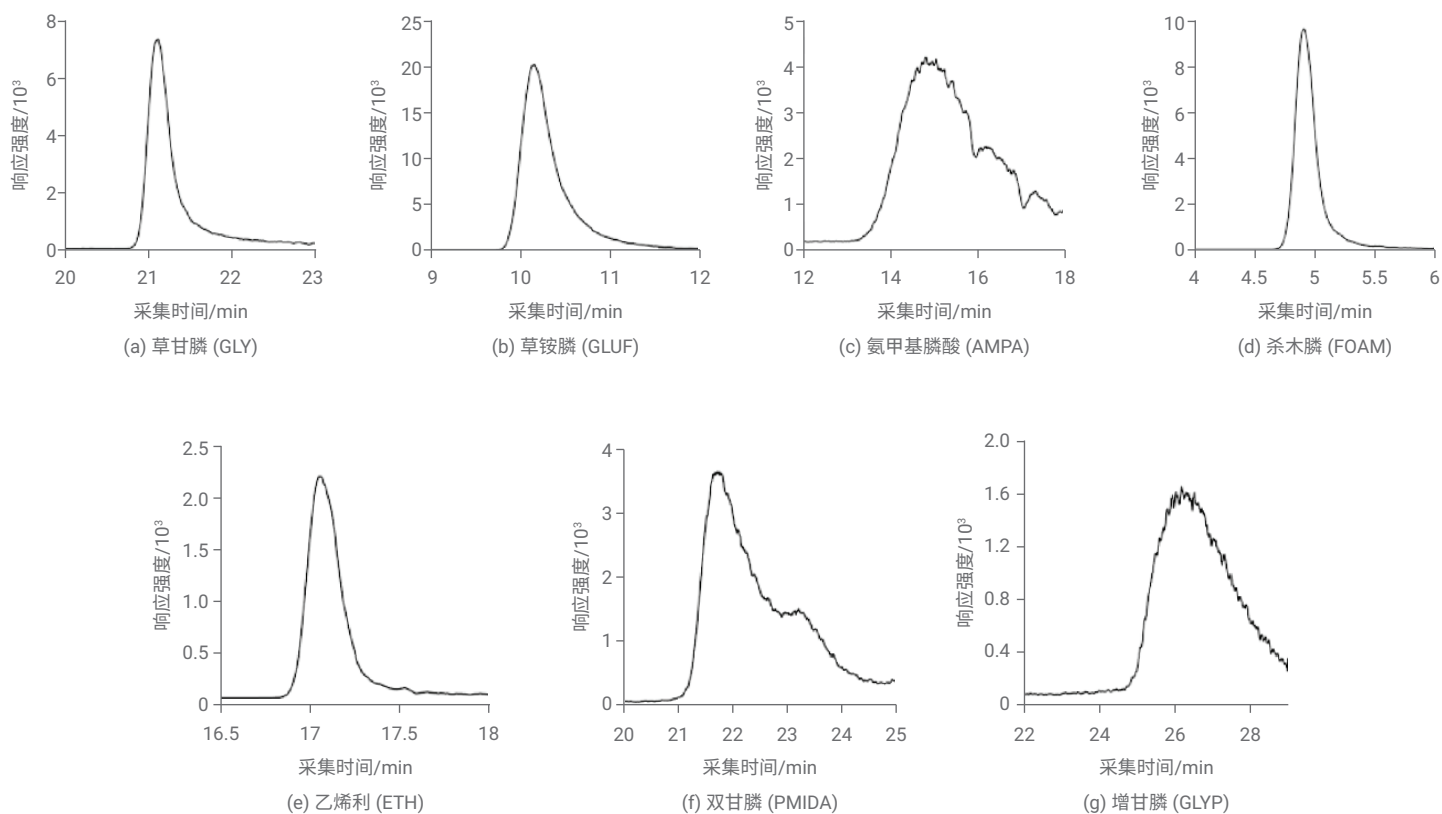 响应强度/10³
8
6
4
2
0
20 21 22 23
采集时间/min
(a) 草甘膦 (GLY)
响应强度/10³
25
20
15
10
5
0
9 10 11 12
采集时间/min
(b) 草铵膦 (GLUF)
响应强度/10³
5
4
3
2
1
0
12 14 16 18
采集时间/min
(c) 氨甲基膦酸 (AMPA)
响应强度/10³
10
8
6
4
2
0
4 4.5 5 5.5 6
采集时间/min
(d) 杀木膦 (FOAM)
响应强度/10³
2.5
2.0
1.5
1.0
0.5
0
16.5 17 17.5 18
采集时间/min
(e) 乙烯利 (ETH)
响应强度/10³
4
3
2
1
0
20 21 22 23 24 25
采集时间/min
(f) 双甘膦 (PMIDA)
响应强度/10³
2.0
1.6
1.2
0.8
0.4
0
22 24 26 28
采集时间/min
(g) 增甘膦 (GLYP)